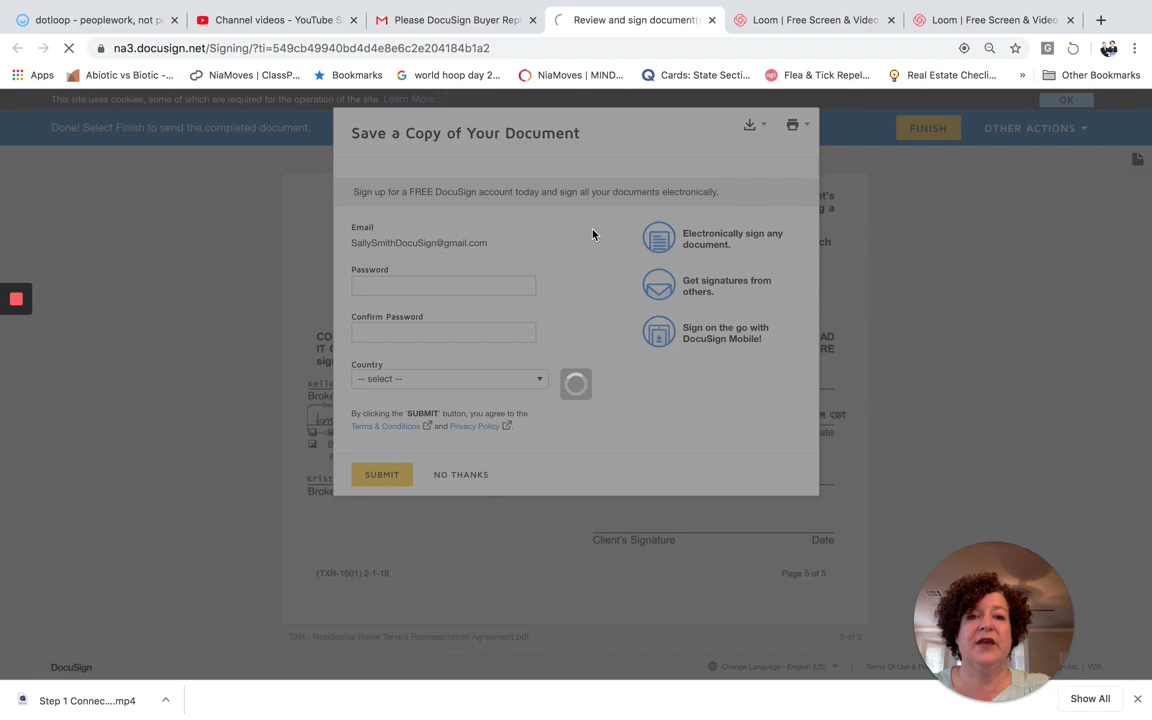 dotloop - peoplework, not pa
Channel videos - YouTube S
Please DocuSign Buyer Rep
Review and sign document(
Loom | Free Screen & Video
Loom | Free Screen & Video
na3.docusign.net/Signing/?ti=549cb49940bd4d4e8e6c2e204184b1a2
Apps
Abiotic vs Biotic -...
NiaMoves | ClassP...
Bookmarks
world hoop day 2...
NiaMoves | MIND...
Cards: State Secti...
Flea & Tick Repel...
Real Estate Checli...
»
Other Bookmarks
This site uses cookies, some of which are required for the operation of the site. Learn More
OK
Done! Select Finish to send the completed document.
FINISH
OTHER ACTIONS
Save a Copy of Your Document
Sign up for a FREE DocuSign account today and sign all your documents electronically.
Email
SallySmithDocuSign@gmail.com
Password
Confirm Password
Country
-- select --
By clicking the 'SUBMIT' button, you agree to the
Terms & Conditions and Privacy Policy.
SUBMIT
NO THANKS
Electronically sign any
document.
Get signatures from
others.
Sign on the go with
DocuSign Mobile!
Client's Signature
Date
(TXR-1501) 2-1-18
Page 5 of 5
TXR - Residential Buyer Tenant Representation Agreement.pdf
5 of 5
DocuSign
Change Language - English (US)
|
Terms Of Use & P
Inc. | V2R
Step 1 Connec....mp4
Show All